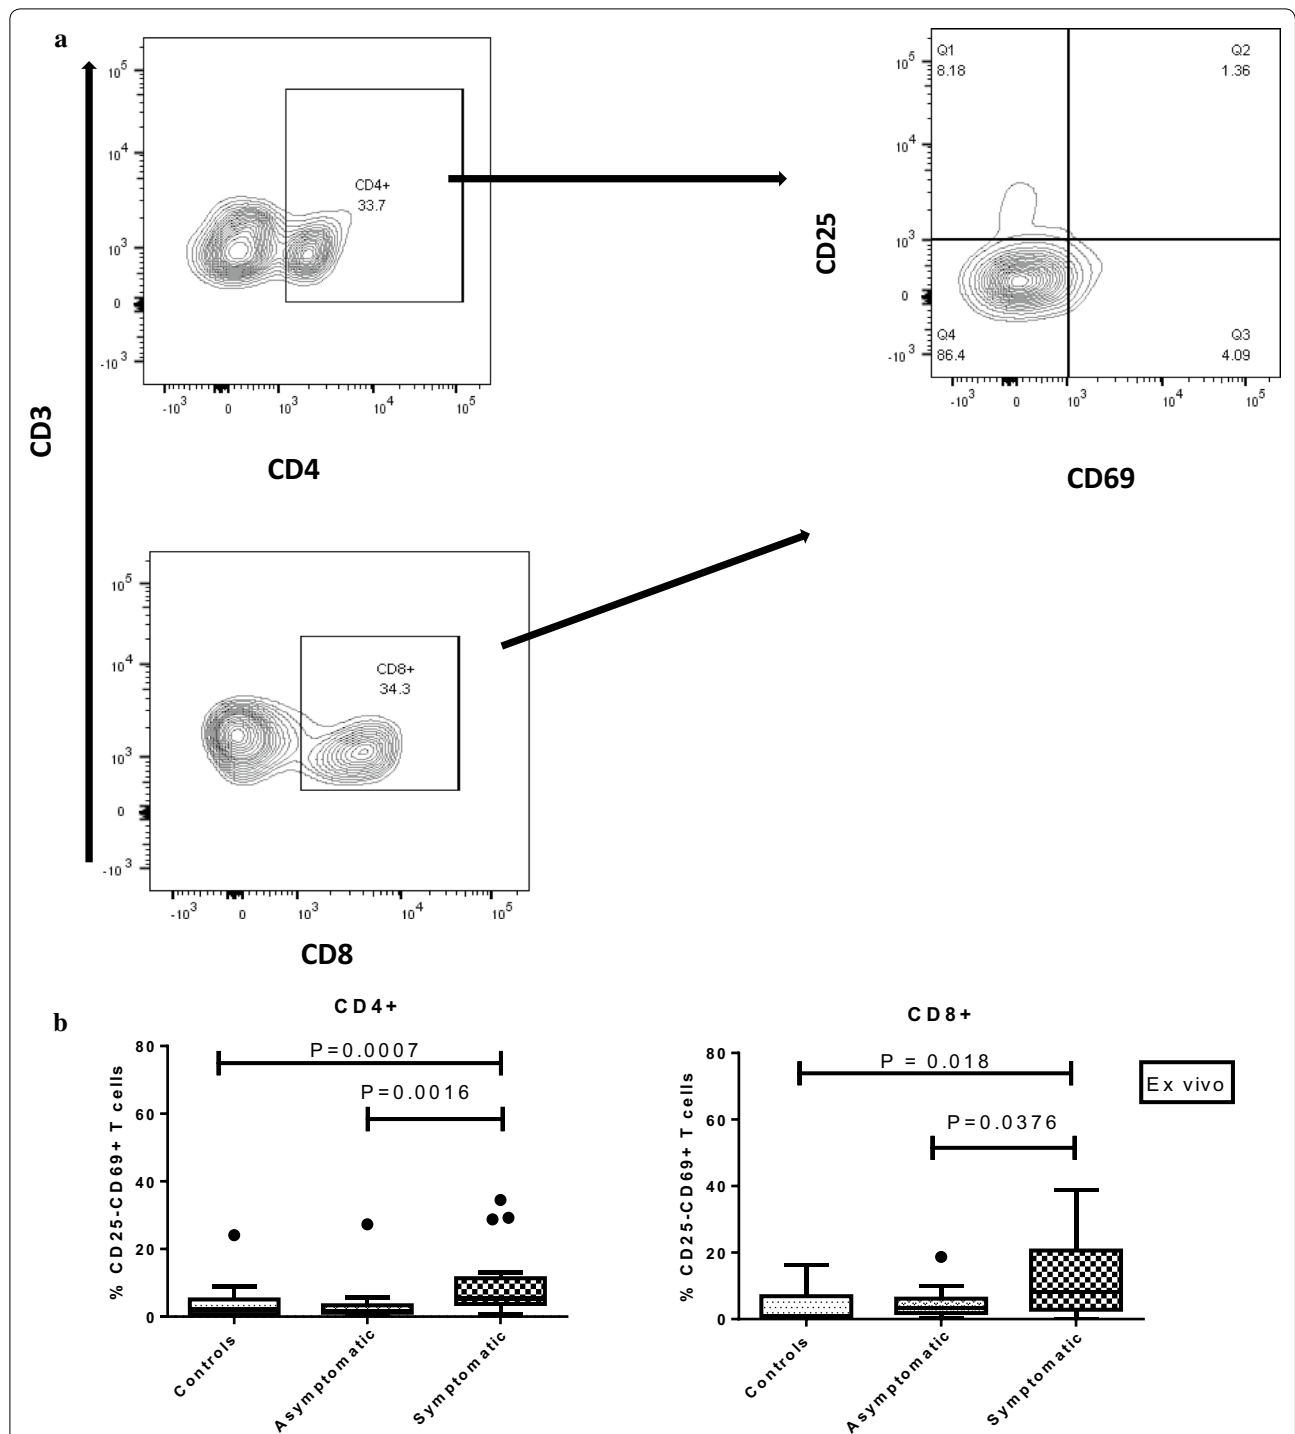 a
10^5
10^4
10^3
0
-10^3
CD4+
33.7
-10^3 0 10^3 10^4 10^5
CD4
CD3
Q1
8.18
Q2
1.36
Q4
86.4
Q3
4.09
10^5
10^4
10^3
0
-10^3
-10^3 0 10^3 10^4 10^5
CD25
CD69
10^5
10^4
10^3
0
-10^3
CD8+
34.3
-10^3 0 10^3 10^4 10^5
CD8
b
CD4+
P=0.0007
P=0.0016
80
60
40
20
0
% CD25-CD69+ T cells
Controls
Asymptomatic
Symptomatic
CD8+
P = 0.018
P=0.0376
80
60
40
20
0
% CD25-CD69+ T cells
Controls
Asymptomatic
Symptomatic
Ex vivo